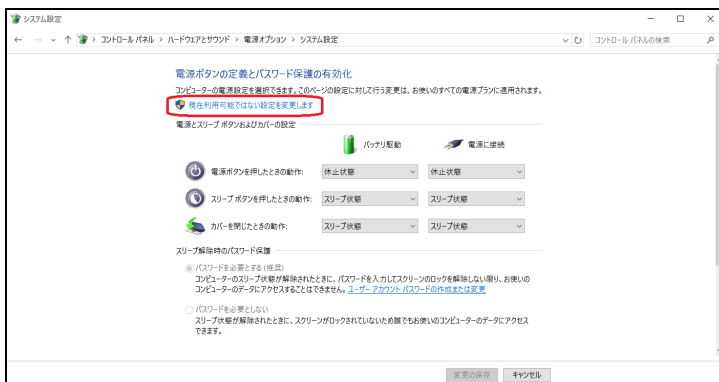 システム設定
コントロール パネル > ハードウェアとサウンド > 電源オプション > システム設定
コントロール パネルの検索
電源ボタンの定義とパスワード保護の有効化
コンピューターの電源設定を選択できます。このページの設定に対して行う変更は、お使いのすべての電源プランに適用されます。
現在利用可能ではない設定を変更します
電源とスリープ ボタンおよびカバーの設定
バッテリ駆動 電源に接続
電源ボタンを押したときの動作: 休止状態 休止状態
スリープ ボタンを押したときの動作: スリープ状態 スリープ状態
カバーを閉じたときの動作: スリープ状態 スリープ状態
スリープ解除時のパスワード保護
パスワードを必要とする (推奨)
コンピューターのスリープ状態が解除されたときに、パスワードを入力してスクリーンのロックを解除しない限り、お使いの
コンピューターのデータにアクセスすることはできません。ユーザー アカウント パスワードの作成または変更
パスワードを必要としない
スリープ状態が解除されたときに、スクリーンがロックされていないため誰でもお使いのコンピューターのデータにアクセス
できます。
変更の保存 キャンセル